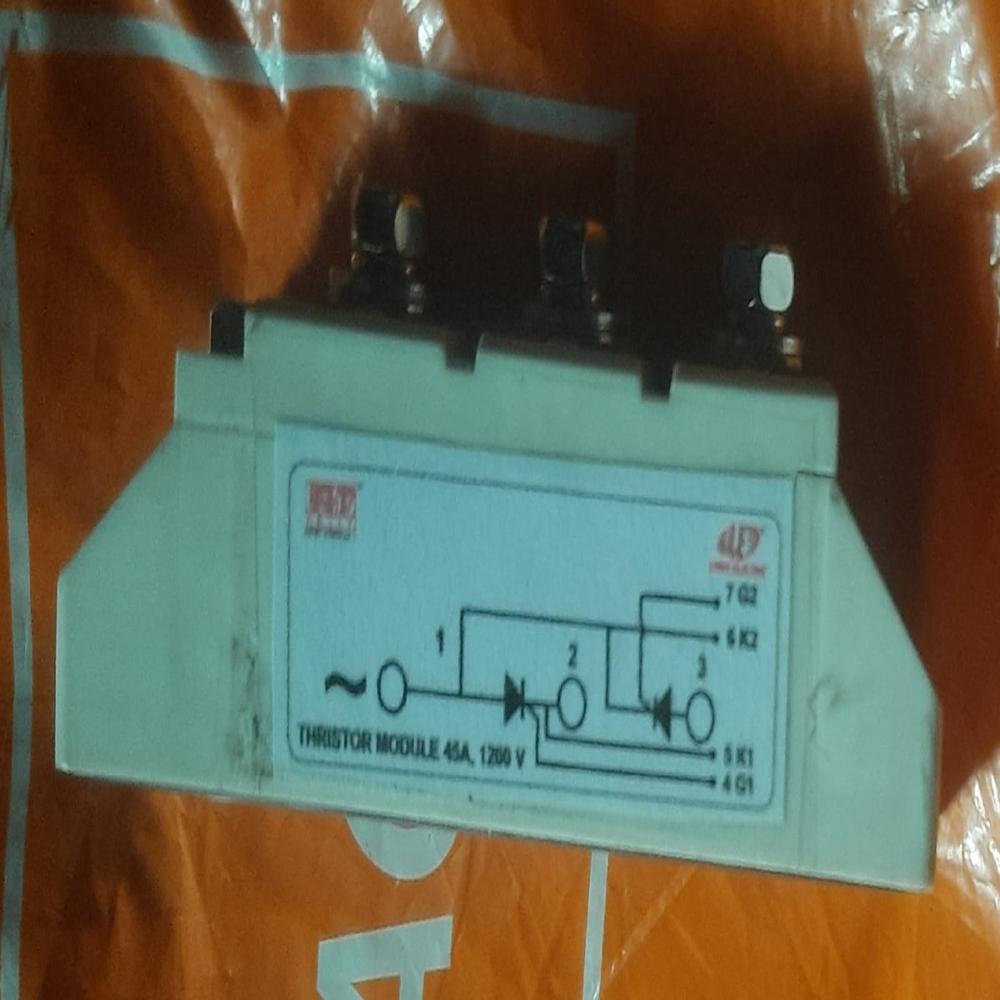 7 G2
6 K2
1
2
3
~
THRISTOR MODULE 45A, 1200 V
5 K1
4 G1
A